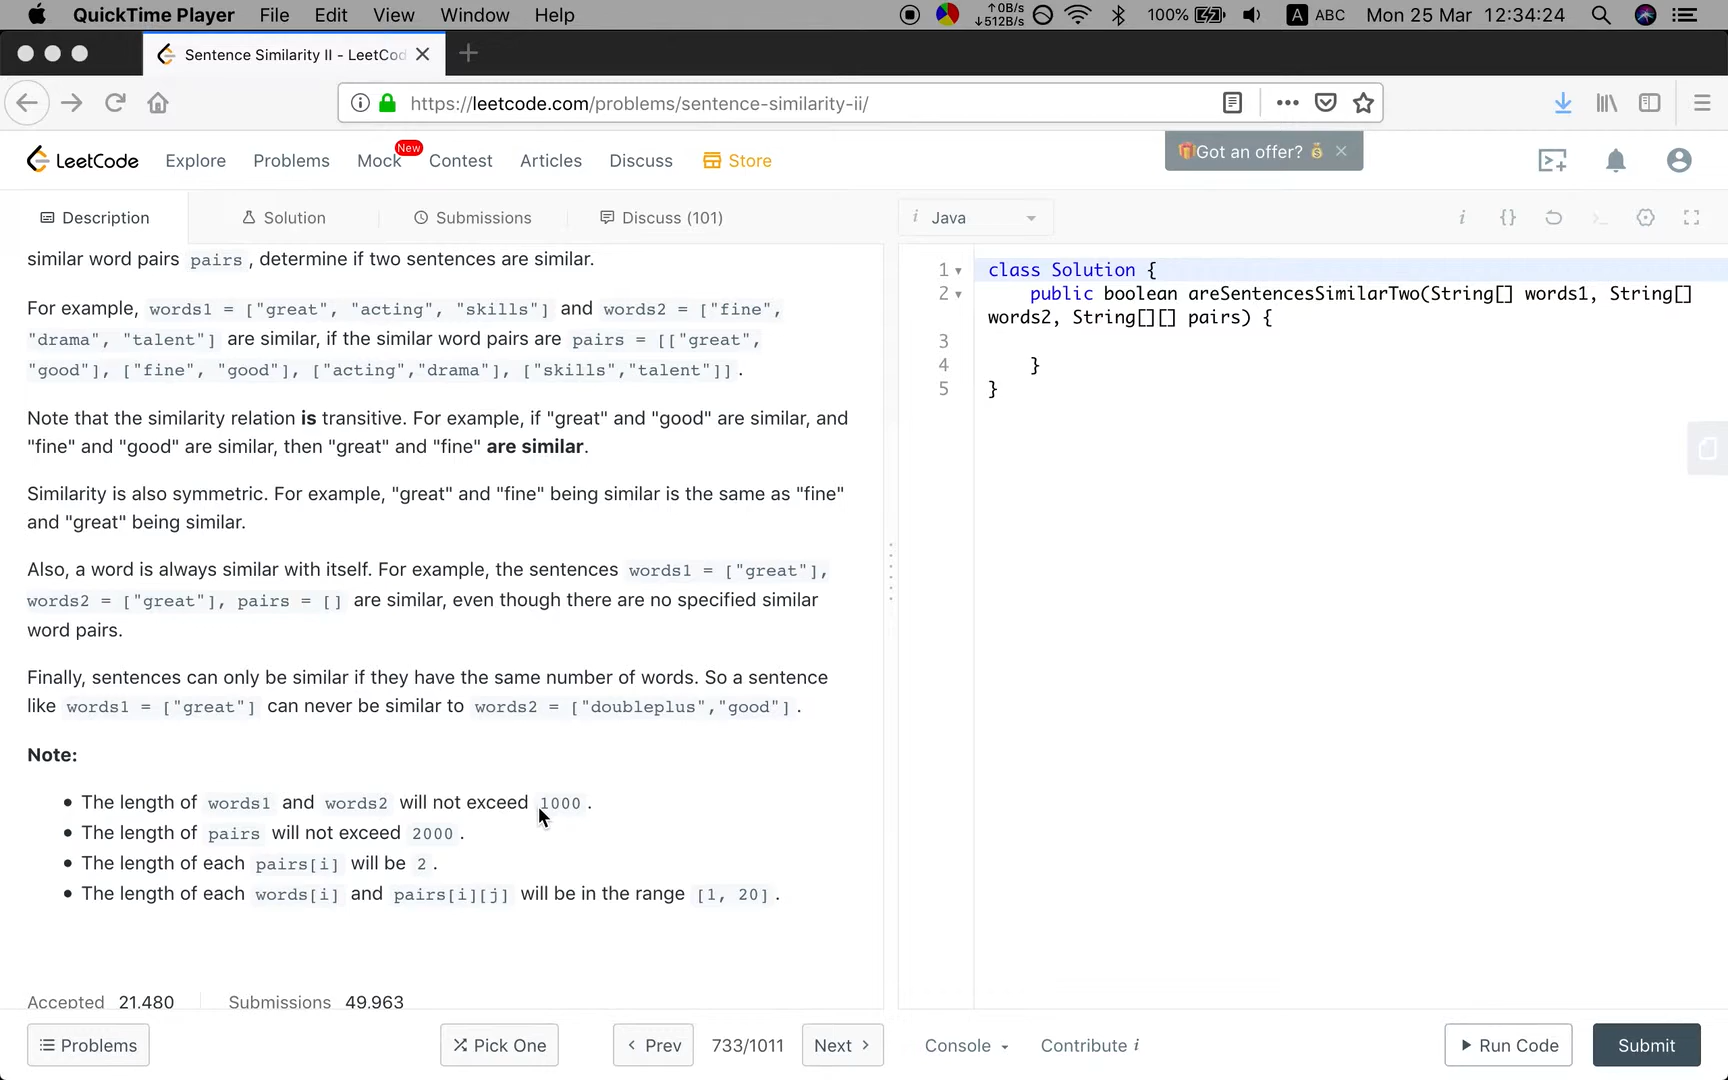 QuickTime Player File Edit View Window Help ↑0B/s ↓512B/s 100% A ABC Mon 25 Mar 12:34:24
Sentence Similarity II - LeetCod
https://leetcode.com/problems/sentence-similarity-ii/
LeetCode Explore Problems Mock New Contest Articles Discuss Store Got an offer?
Description Solution Submissions Discuss (101)
similar word pairs pairs , determine if two sentences are similar.
For example, words1 = ["great", "acting", "skills"] and words2 = ["fine",
"drama", "talent"] are similar, if the similar word pairs are pairs = [["great",
"good"], ["fine", "good"], ["acting","drama"], ["skills","talent"]].
Note that the similarity relation is transitive. For example, if "great" and "good" are similar, and
"fine" and "good" are similar, then "great" and "fine" are similar.
Similarity is also symmetric. For example, "great" and "fine" being similar is the same as "fine"
and "great" being similar.
Also, a word is always similar with itself. For example, the sentences words1 = ["great"],
words2 = ["great"], pairs = [] are similar, even though there are no specified similar
word pairs.
Finally, sentences can only be similar if they have the same number of words. So a sentence
like words1 = ["great"] can never be similar to words2 = ["doubleplus","good"].
Note:
• The length of words1 and words2 will not exceed 1000.
• The length of pairs will not exceed 2000.
• The length of each pairs[i] will be 2.
• The length of each words[i] and pairs[i][j] will be in the range [1, 20].
Accepted 21,480 Submissions 49,963
i Java i {}
1 class Solution {
2 public boolean areSentencesSimilarTwo(String[] words1, String[]
words2, String[][] pairs) {
3
4 }
5 }
Problems Pick One < Prev 733/1011 Next > Console Contribute i Run Code Submit